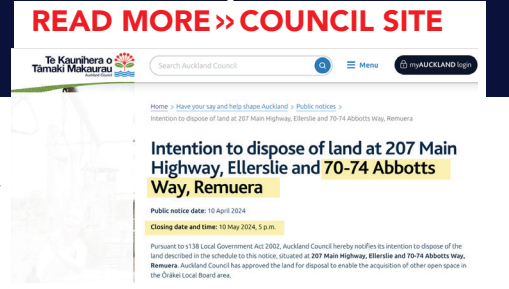 READ MORE >> COUNCIL SITE
Te Kaunihera o
Tāmaki Makaurau
Auckland Council
Search Auckland Council
Menu
myAUCKLAND login
Home > Have your say and help shape Auckland > Public notices >
Intention to dispose of land at 207 Main Highway, Ellerslie and 70-74 Abbotts Way, Remuera
Intention to dispose of land at 207 Main
Highway, Ellerslie and 70-74 Abbotts
Way, Remuera
Public notice date: 10 April 2024
Closing date and time: 10 May 2024, 5 p.m.
Pursuant to s138 Local Government Act 2002, Auckland Council hereby notifies its intention to dispose of the
land described in the schedule to this notice, situated at 207 Main Highway, Ellerslie and 70-74 Abbotts Way,
Remuera. Auckland Council has approved the land for disposal to enable the acquisition of other open space in
the Ōrākei Local Board area.